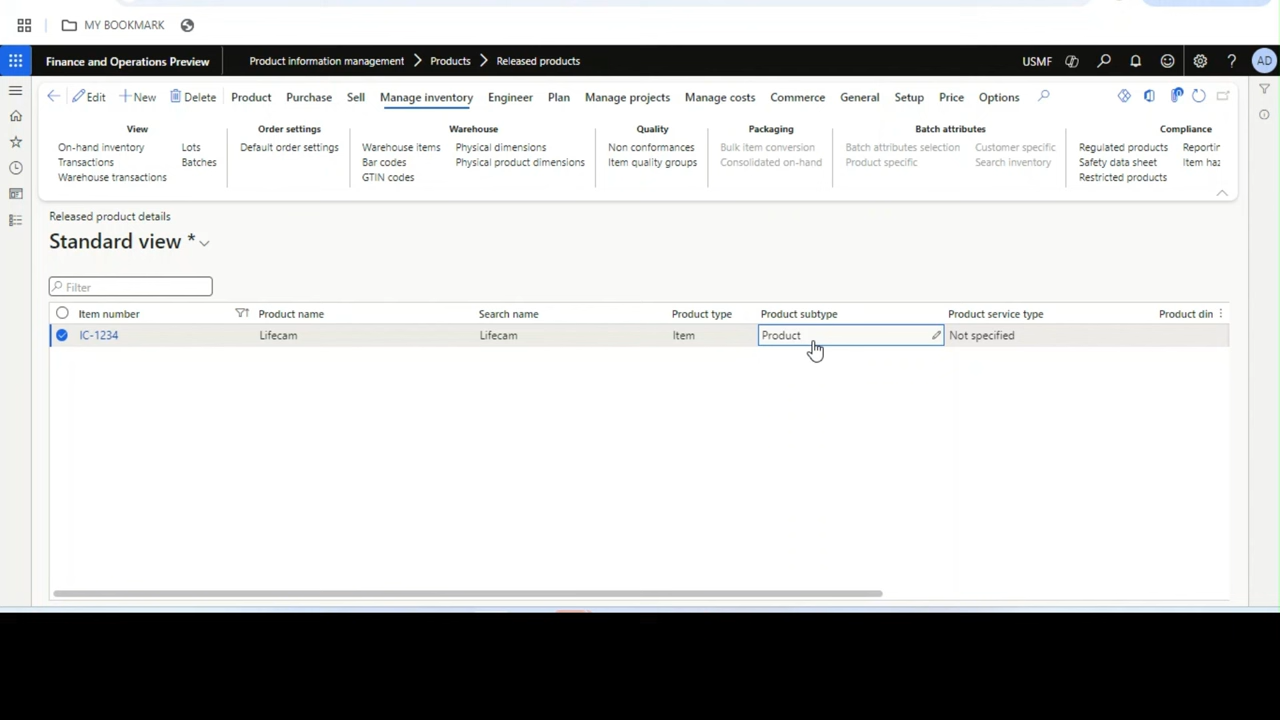 MY BOOKMARK
Finance and Operations Preview
Product information management
Products
Released products
USMF
AD
Edit
New
Delete
Product
Purchase
Sell
Manage inventory
Engineer
Plan
Manage projects
Manage costs
Commerce
General
Setup
Price
Options
View
On-hand inventory
Transactions
Warehouse transactions
Lots
Batches
Order settings
Default order settings
Warehouse
Warehouse items
Bar codes
GTIN codes
Physical dimensions
Physical product dimensions
Quality
Non conformances
Item quality groups
Packaging
Bulk item conversion
Consolidated on-hand
Batch attributes
Batch attributes selection
Product specific
Customer specific
Search inventory
Compliance
Regulated products
Safety data sheet
Restricted products
Reportin
Item haz
Released product details
Standard view *
Filter
Item number
Product name
Search name
Product type
Product subtype
Product service type
Product din
IC-1234
Lifecam
Lifecam
Item
Product
Not specified